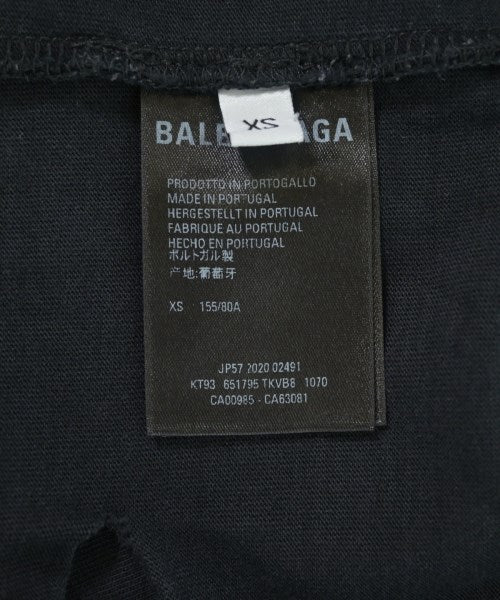 XS
BALE AGA
PRODOTTO IN PORTOGALLO
MADE IN PORTUGAL
HERGESTELLT IN PORTUGAL
FABRIQUE AU PORTUGAL
HECHO EN PORTUGAL
ポルトガル製
产地:葡萄牙
XS 155/80A
JP57 2020 02491
KT93 651795 TKVB8 1070
CA00985 - CA63081